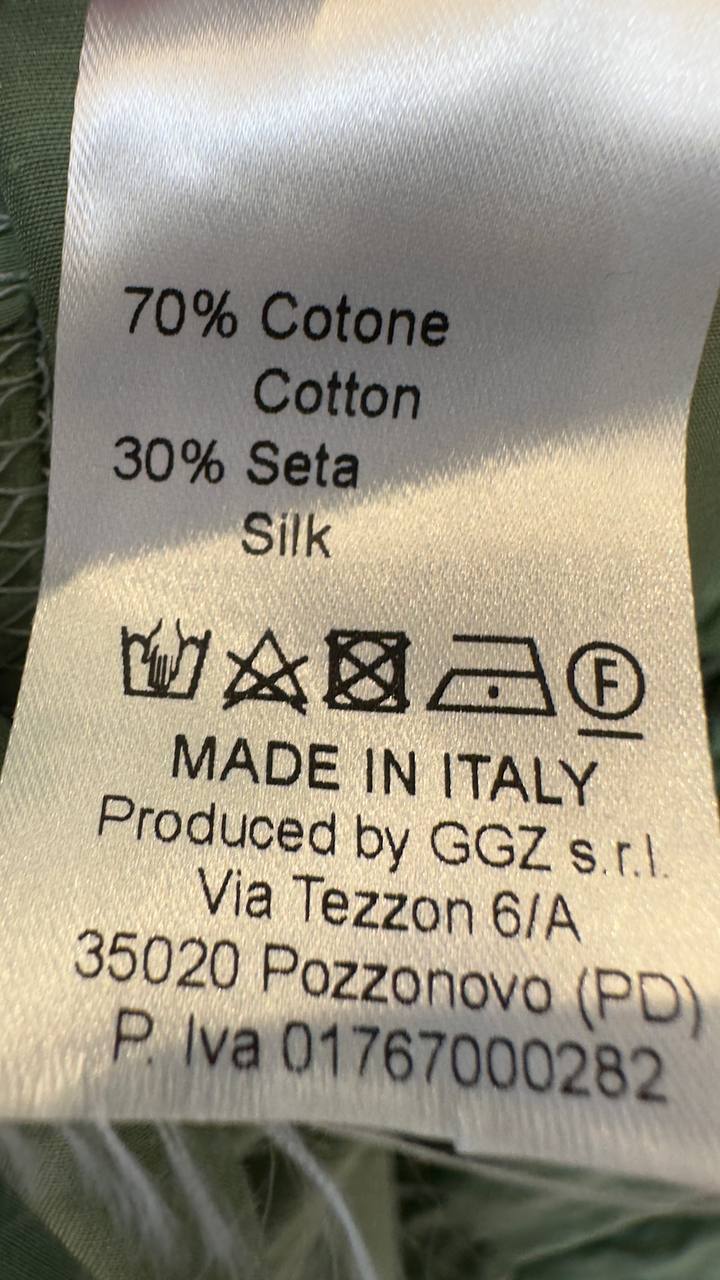 70% Cotone
Cotton
30% Seta
Silk
F
MADE IN ITALY
Produced by GGZ s.r.l.
Via Tezzon 6/A
35020 Pozzonovo (PD)
P. Iva 01767000282